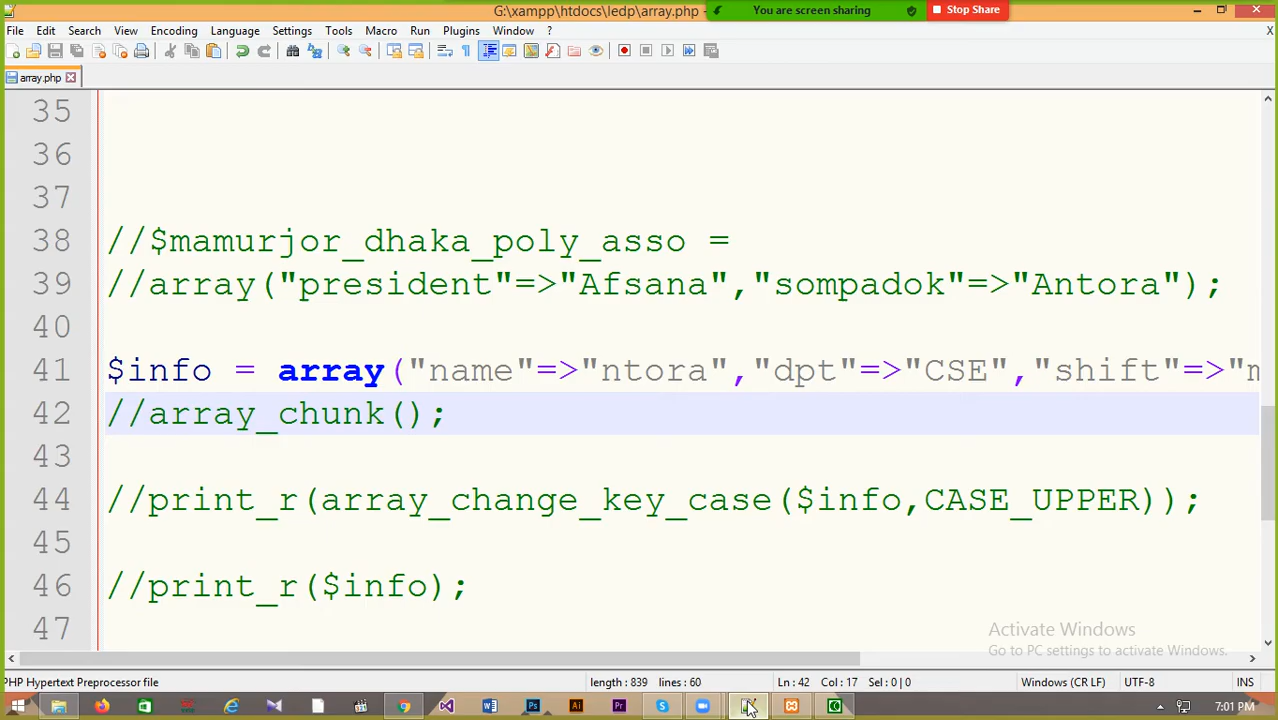 G:\xampp\htdocs\ledp\array.php -
You are screen sharing
Stop Share
File Edit Search View Encoding Language Settings Tools Macro Run Plugins Window ? X
array.php
35
36
37
38 //$mamurjor_dhaka_poly_asso =
39 //array("president"=>"Afsana","sompadok"=>"Antora");
40
41 $info = array("name"=>"ntora","dpt"=>"CSE","shift"=>"m
42 //array_chunk();
43
44 //print_r(array_change_key_case($info,CASE_UPPER));
45
46 //print_r($info);
47
Activate Windows
Go to PC settings to activate Windows.
PHP Hypertext Preprocessor file length : 839 lines : 60 Ln : 42 Col : 17 Sel : 0 | 0 Windows (CR LF) UTF-8 INS
7:01 PM